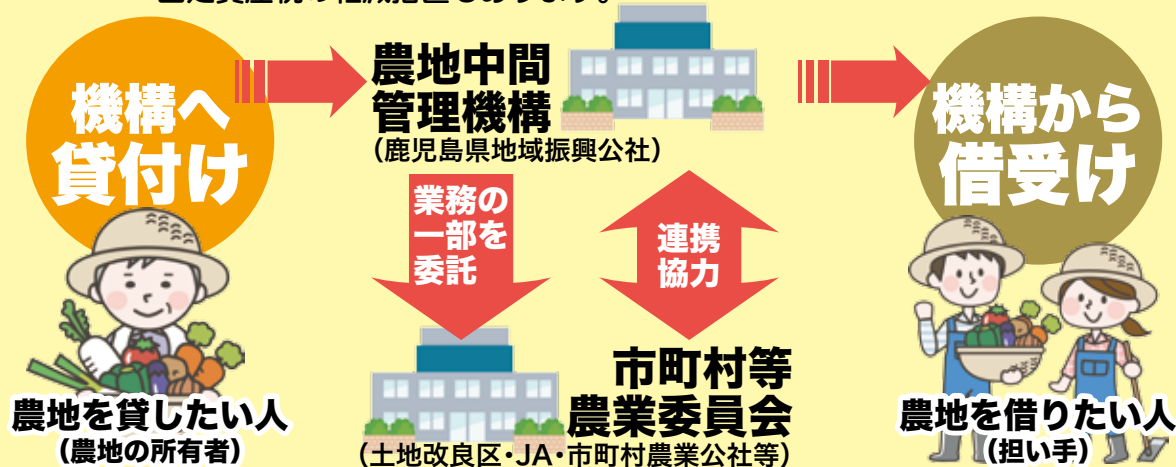 機構へ
貸付け
農地中間
管理機構
(鹿児島県地域振興公社)
機構から
借受け
業務の
一部を
委託
連携
協力
市町村等
農業委員会
(土地改良区・JA・市町村農業公社等)
農地を貸したい人
(農地の所有者)
農地を借りたい人
(担い手)